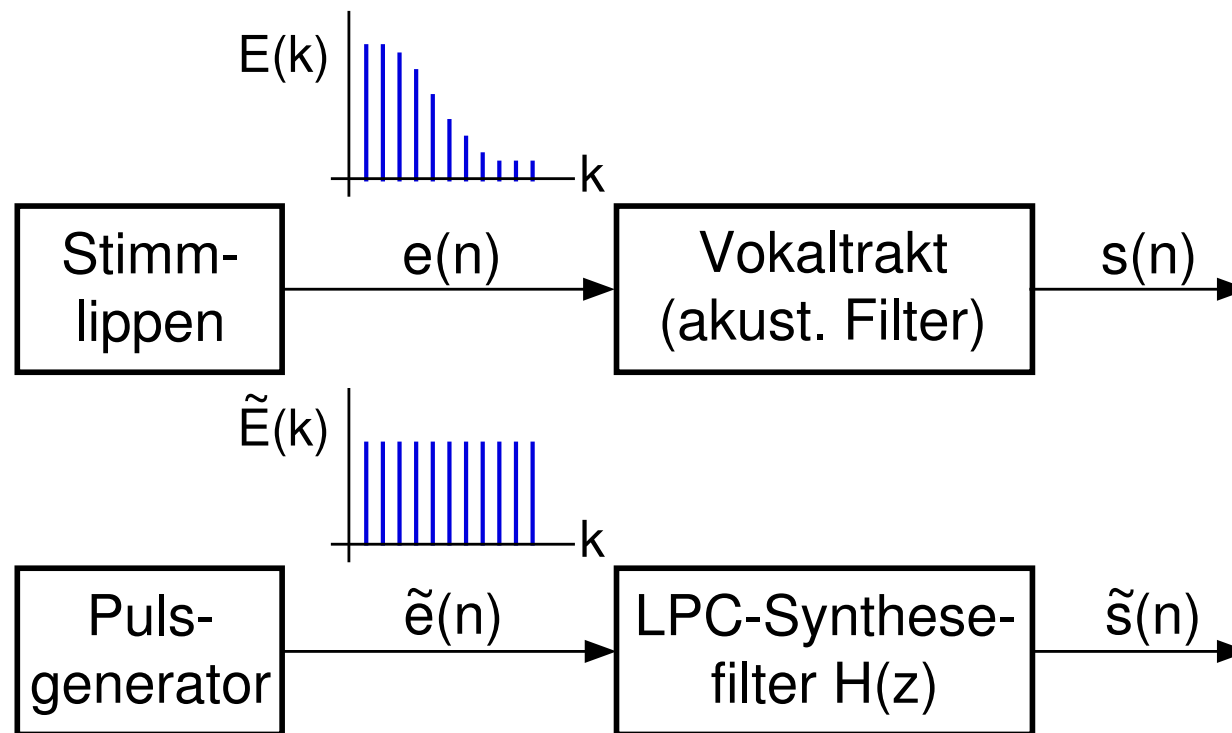 E(k)
k
Stimm-
lippen
e(n)
Vokaltrakt
(akust. Filter)
s(n)
Ẽ(k)
k
Puls-
generator
ẽ(n)
LPC-Synthese-
filter H(z)
s̃(n)